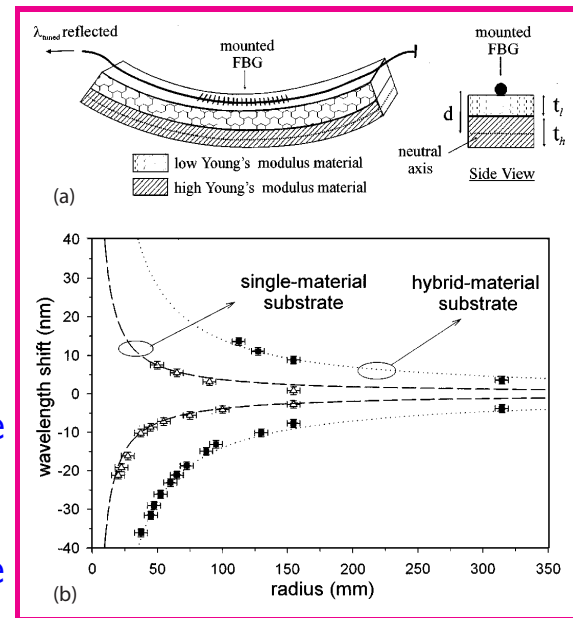 λtuned reflected
mounted
FBG
mounted
FBG
d
tl
th
neutral
axis
Side View
low Young's modulus material
high Young's modulus material
(a)
40
30
20
10
0
-10
-20
-30
-40
wavelength shift (nm)
single-material
substrate
hybrid-material
substrate
0 50 100 150 200 250 300 350
radius (mm)
(b)
e
e